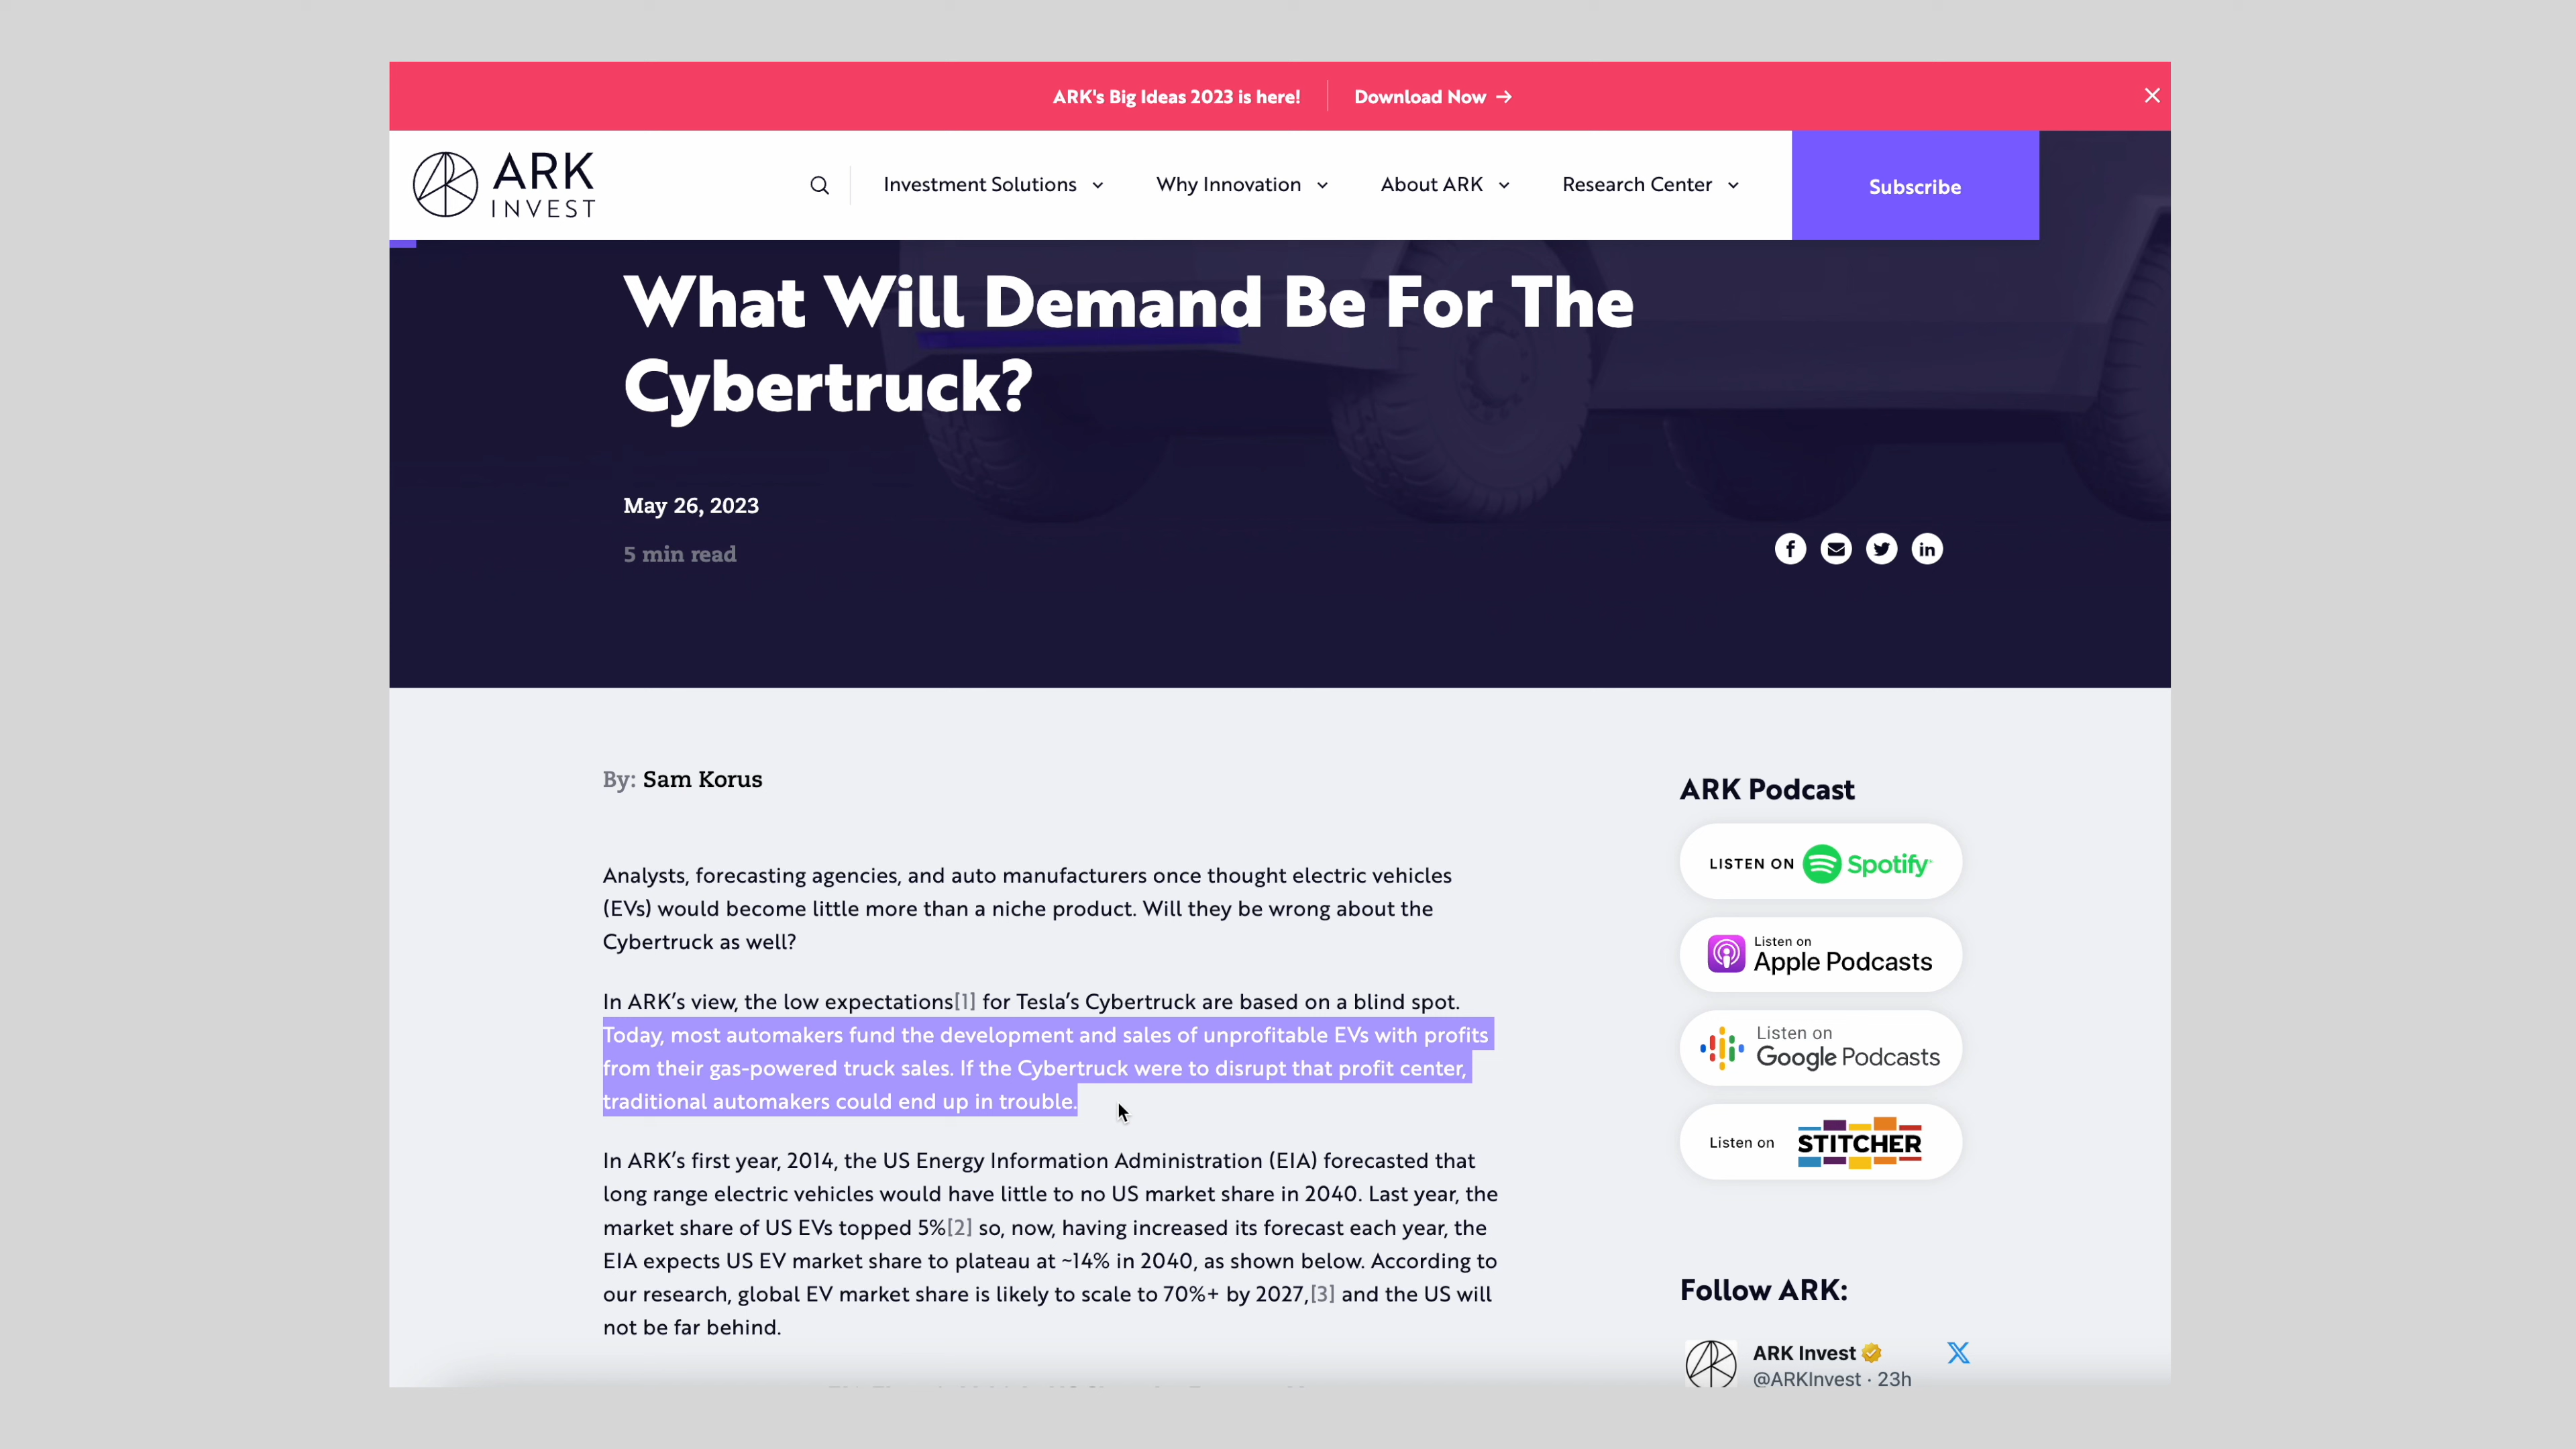 ARK's Big Ideas 2023 is here! Download Now →
ARK
INVEST
Investment Solutions Why Innovation About ARK Research Center Subscribe
What Will Demand Be For The
Cybertruck?
May 26, 2023
5 min read
By: Sam Korus
Analysts, forecasting agencies, and auto manufacturers once thought electric vehicles
(EVs) would become little more than a niche product. Will they be wrong about the
Cybertruck as well?
In ARK’s view, the low expectations[1] for Tesla’s Cybertruck are based on a blind spot.
Today, most automakers fund the development and sales of unprofitable EVs with profits
from their gas-powered truck sales. If the Cybertruck were to disrupt that profit center,
traditional automakers could end up in trouble.
In ARK’s first year, 2014, the US Energy Information Administration (EIA) forecasted that
long range electric vehicles would have little to no US market share in 2040. Last year, the
market share of US EVs topped 5%[2] so, now, having increased its forecast each year, the
EIA expects US EV market share to plateau at ~14% in 2040, as shown below. According to
our research, global EV market share is likely to scale to 70%+ by 2027,[3] and the US will
not be far behind.
ARK Podcast
LISTEN ON Spotify
Listen on
Apple Podcasts
Listen on
Google Podcasts
Listen on STITCHER
Follow ARK:
ARK Invest
@ARKInvest · 23h